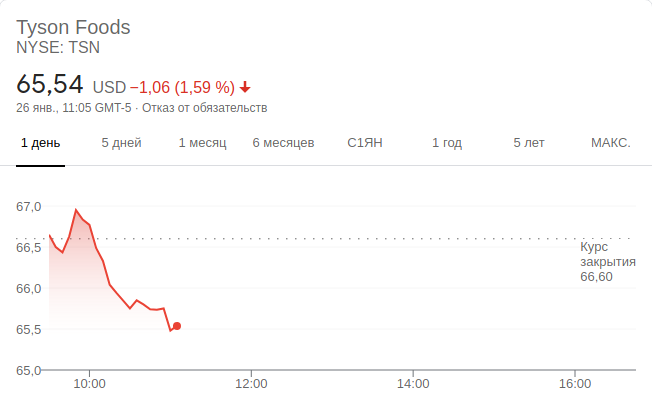 Tyson Foods
NYSE: TSN
65,54 USD −1,06 (1,59 %)
26 янв., 11:05 GMT-5 · Отказ от обязательств
1 день 5 дней 1 месяц 6 месяцев С1ЯН 1 год 5 лет МАКС.
67,0
66,5
Курс
закрытия
66,60
66,0
65,5
65,0
10:00 12:00 14:00 16:00